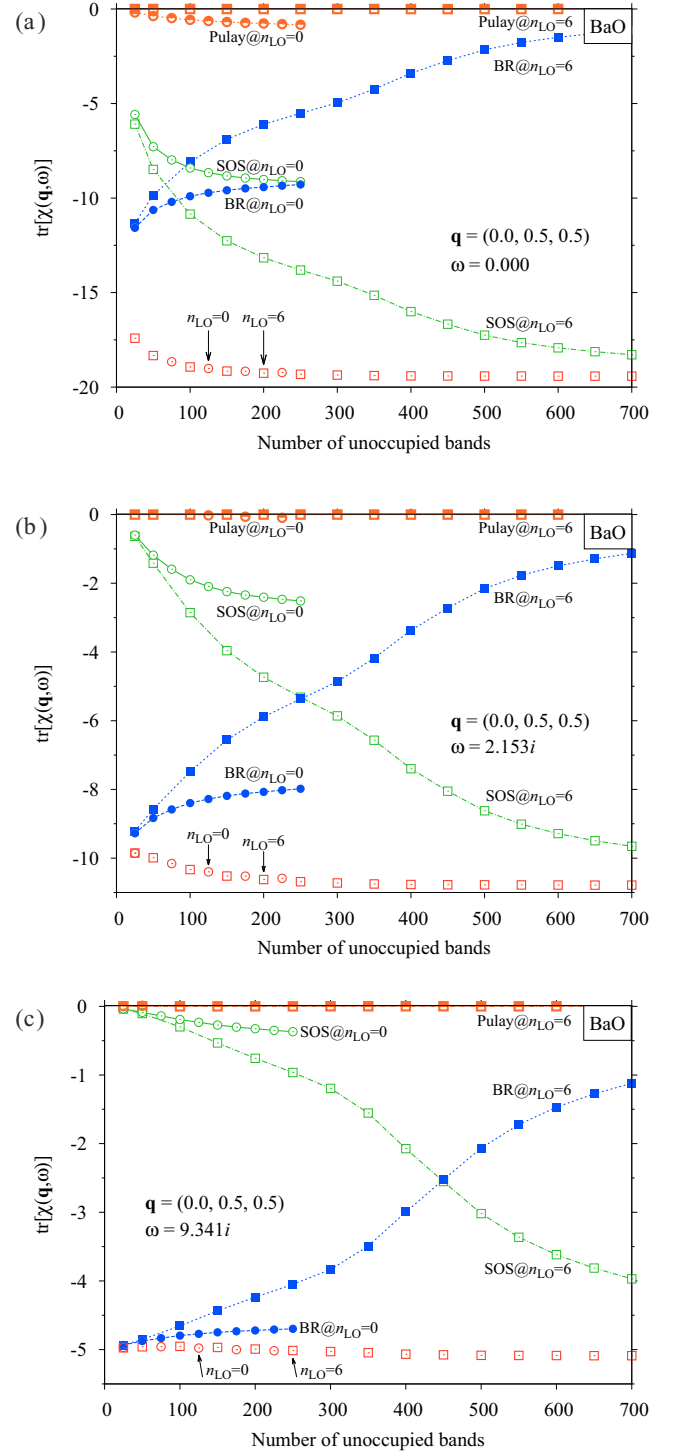 (a)
BaO
Pulay@nLO=0
Pulay@nLO=6
BR@nLO=6
SOS@nLO=0
BR@nLO=0
q = (0.0, 0.5, 0.5)
ω = 0.000
nLO=0
nLO=6
SOS@nLO=6
tr[χ(q,ω)]
0
-5
-10
-15
-20
0 100 200 300 400 500 600 700
Number of unoccupied bands
(b)
BaO
Pulay@nLO=0
Pulay@nLO=6
BR@nLO=6
SOS@nLO=0
q = (0.0, 0.5, 0.5)
ω = 2.153i
BR@nLO=0
SOS@nLO=6
nLO=0
nLO=6
tr[χ(q,ω)]
0
-2
-4
-6
-8
-10
0 100 200 300 400 500 600 700
Number of unoccupied bands
(c)
BaO
Pulay@nLO=6
SOS@nLO=0
BR@nLO=6
q = (0.0, 0.5, 0.5)
ω = 9.341i
SOS@nLO=6
BR@nLO=0
nLO=0
nLO=6
tr[χ(q,ω)]
0
-1
-2
-3
-4
-5
0 100 200 300 400 500 600 700
Number of unoccupied bands